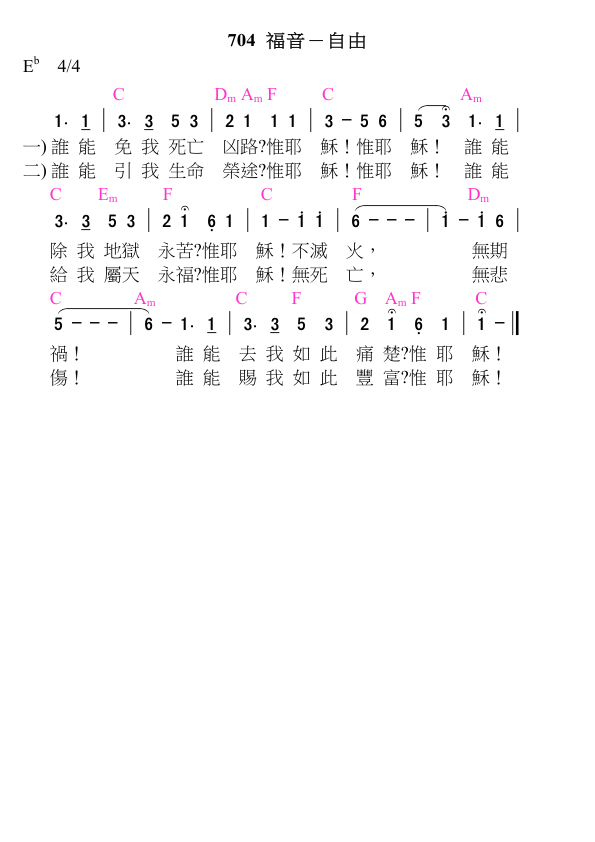 704 福音－自由
E♭ 4/4
C Dm Am F C Am
1· 1 | 3· 3 5 3 | 2 1 1 1 | 3 – 5 6 | 5 3 1· 1 |
一) 誰 能 免 我 死亡 凶路?惟耶 穌！惟耶 穌！ 誰 能
二) 誰 能 引 我 生命 榮途?惟耶 穌！惟耶 穌！ 誰 能
C Em F C F Dm
3· 3 5 3 | 2 1 6̣ 1 | 1 – i i | 6 – – – | i – i 6 |
除 我 地獄 永苦?惟耶 穌！不滅 火， 無期
給 我 屬天 永福?惟耶 穌！無死 亡， 無悲
C Am C F G Am F C
5 – – – | 6 – 1· 1 | 3· 3 5 3 | 2 1 6̣ 1 | 1 – ‖
禍！ 誰 能 去 我 如 此 痛 楚?惟 耶 穌！
傷！ 誰 能 賜 我 如 此 豐 富?惟 耶 穌！